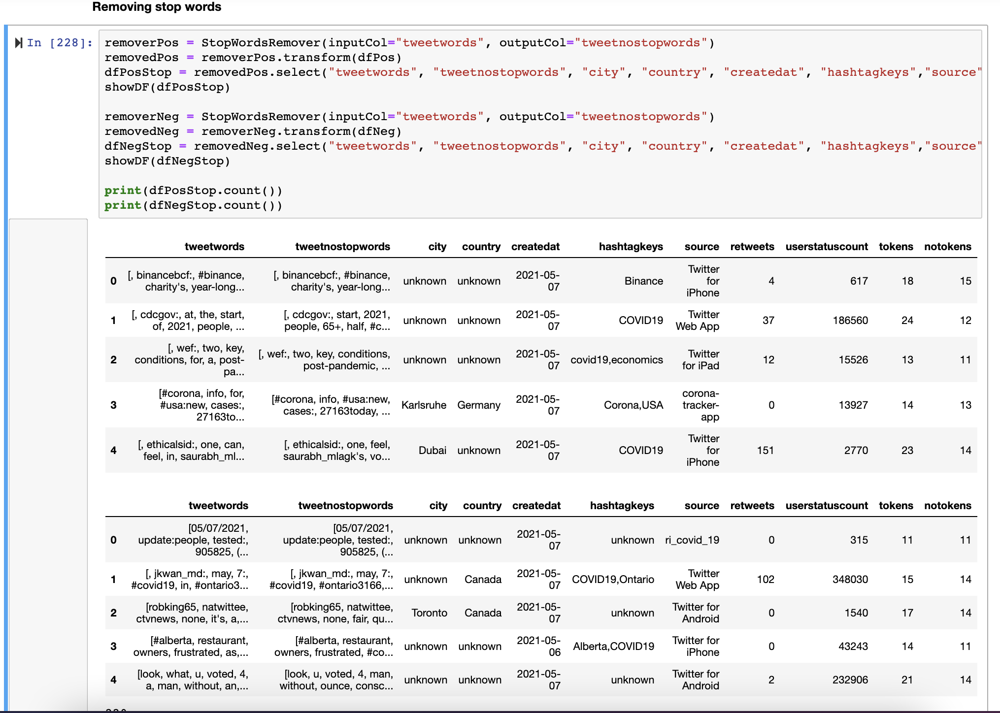 Removing stop words
In [228]:
removerPos = StopWordsRemover(inputCol="tweetwords", outputCol="tweetnostopwords")
removedPos = removerPos.transform(dfPos)
dfPosStop = removedPos.select("tweetwords", "tweetnostopwords", "city", "country", "createdat", "hashtagkeys","source"
showDF(dfPosStop)
removerNeg = StopWordsRemover(inputCol="tweetwords", outputCol="tweetnostopwords")
removedNeg = removerNeg.transform(dfNeg)
dfNegStop = removedNeg.select("tweetwords", "tweetnostopwords", "city", "country", "createdat", "hashtagkeys","source"
showDF(dfNegStop)
print(dfPosStop.count())
print(dfNegStop.count())
tweetwords tweetnostopwords city country createdat hashtagkeys source retweets userstatuscount tokens notokens
0 [, binancebcf:, #binance, charity's, year-long... [, binancebcf:, #binance, charity's, year-long... unknown unknown 2021-05-07 Binance Twitter for iPhone 4 617 18 15
1 [, cdcgov:, at, the, start, of, 2021, people, ... [, cdcgov:, start, 2021, people, 65+, half, #c... unknown unknown 2021-05-07 COVID19 Twitter Web App 37 186560 24 12
2 [, wef:, two, key, conditions, for, a, post-pa... [, wef:, two, key, conditions, post-pandemic, ... unknown unknown 2021-05-07 covid19,economics Twitter for iPad 12 15526 13 11
3 [#corona, info, for, #usa:new, cases:, 27163to... [#corona, info, #usa:new, cases:, 27163today, ... Karlsruhe Germany 2021-05-07 Corona,USA corona-tracker-app 0 13927 14 13
4 [, ethicalsid:, one, can, feel, in, saurabh_ml... [, ethicalsid:, one, feel, saurabh_mlagk's, vo... Dubai unknown 2021-05-07 COVID19 Twitter for iPhone 151 2770 23 14
tweetwords tweetnostopwords city country createdat hashtagkeys source retweets userstatuscount tokens notokens
0 [05/07/2021, update:people, tested:, 905825, (... [05/07/2021, update:people, tested:, 905825, (... unknown unknown 2021-05-07 unknown ri_covid_19 0 315 11 11
1 [, jkwan_md:, may, 7:, #covid19, in, #ontario3... [, jkwan_md:, may, 7:, #covid19, #ontario3166,... unknown Canada 2021-05-07 COVID19,Ontario Twitter Web App 102 348030 15 14
2 [robking65, natwittee, ctvnews, none, it's, a,... [robking65, natwittee, ctvnews, none, fair, qu... Toronto Canada 2021-05-07 unknown Twitter for Android 0 1540 17 14
3 [#alberta, restaurant, owners, frustrated, as,... [#alberta, restaurant, owners, frustrated, #co... unknown unknown 2021-05-06 Alberta,COVID19 Twitter for iPhone 0 43243 14 11
4 [look, what, u, voted, 4, a, man, without, an,... [look, u, voted, 4, man, without, ounce, consc... unknown unknown 2021-05-07 unknown Twitter for Android 2 232906 21 14